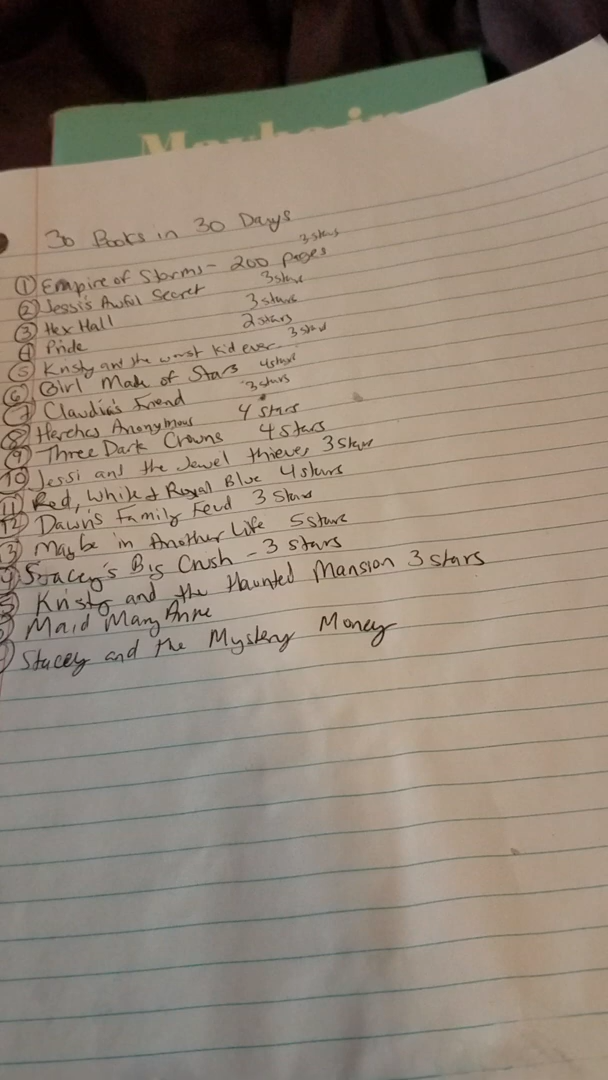 Maybe in
30 Books in 30 Days
① Empire of Storms - 200 pages 3 stars
② Jessi's Awful Secret 3 stars
③ Hex Hall 3 stars
④ Pride 2 stars
⑤ Kristy and the worst kid ever 3 stars
⑥ Girl Made of Stars 4 stars
⑦ Claudia's Friend 3 stars
⑧ Heretics Anonymous 4 stars
⑨ Three Dark Crowns 4 stars
10 Jessi and the Jewel thieves 3 stars
11 Red, White & Royal Blue 4 stars
12 Dawn's Family Feud 3 stars
3 Maybe in Another Life 5 stars
4 Stacey's Big Crush - 3 stars
5 Kristy and the Haunted Mansion 3 stars
Maid Mary Anne
Stacey and the Mystery Money